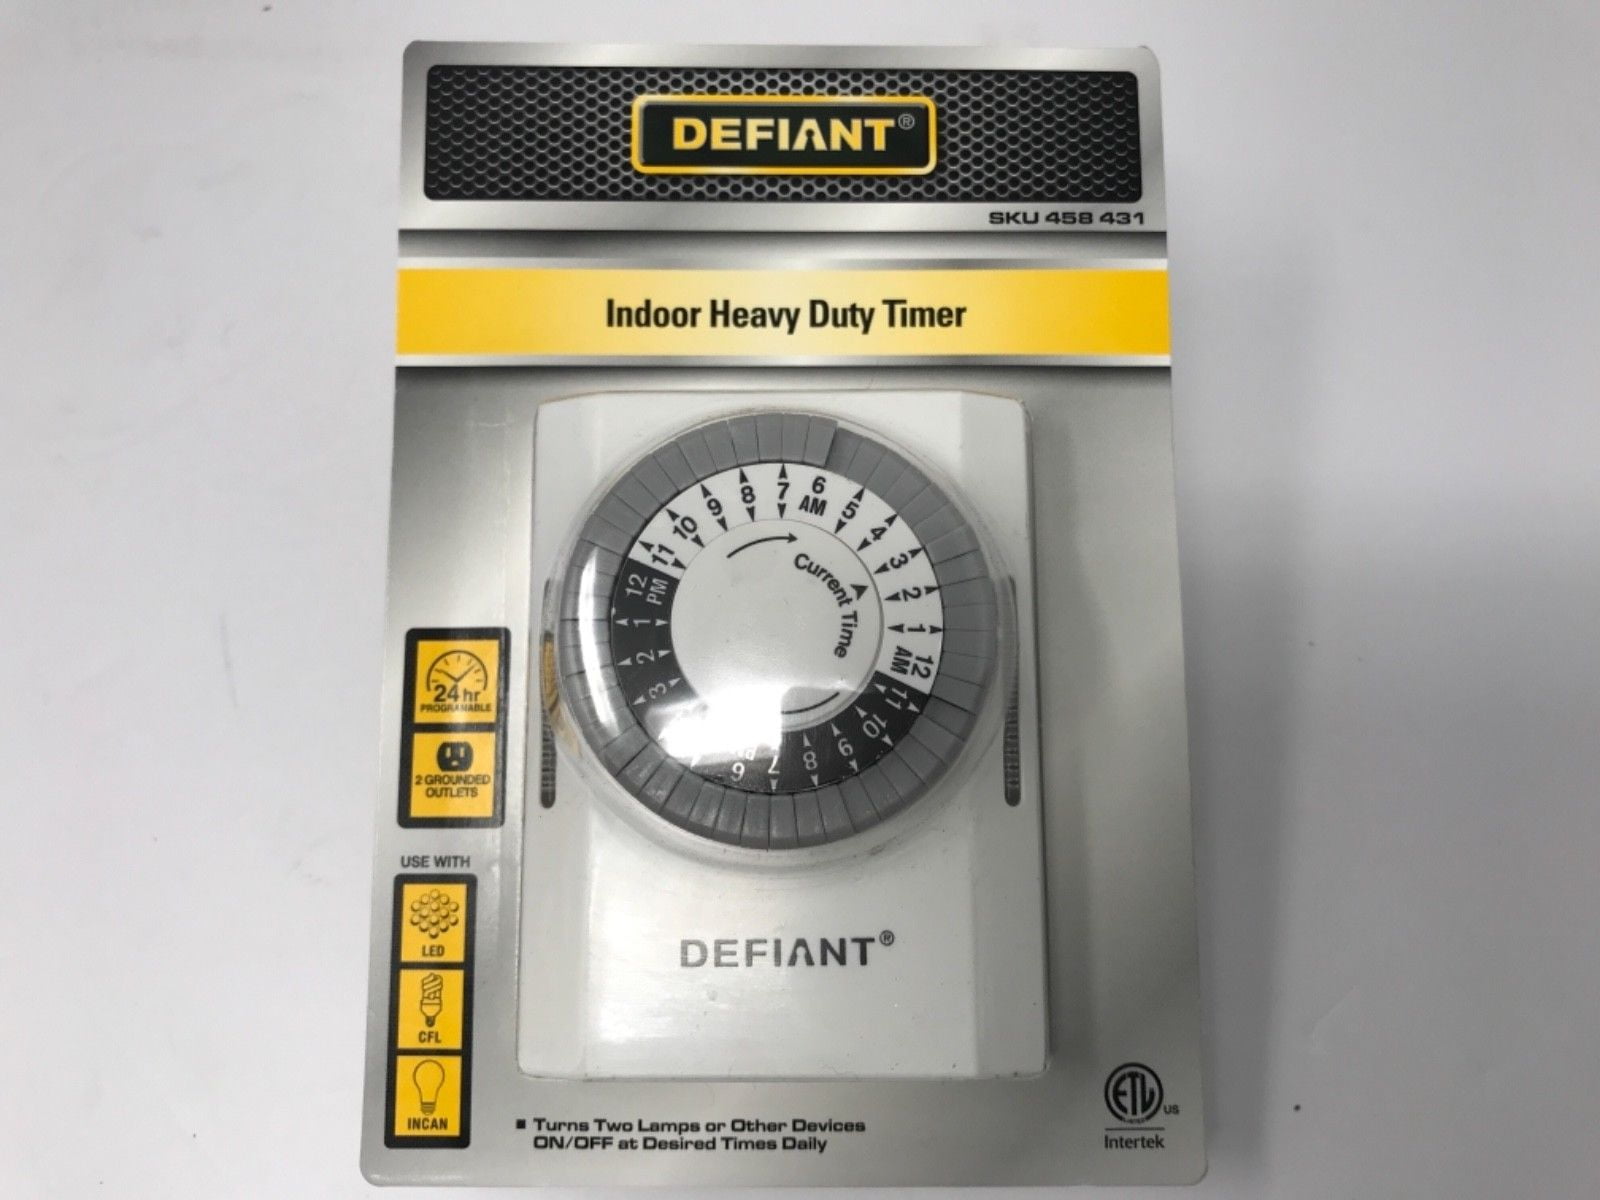 DEFIANT®
SKU 458 431
Indoor Heavy Duty Timer
7
6
AM
5
4
3
2
1
12
AM
11
10
9
8
7
6
3
2
1
12
PM
11
10
9
8
Current Time
24 hr
PROGRAMABLE
2 GROUNDED
OUTLETS
USE WITH
LED
CFL
INCAN
DEFIANT®
▪ Turns Two Lamps or Other Devices
ON/OFF at Desired Times Daily
ETL
US
Intertek